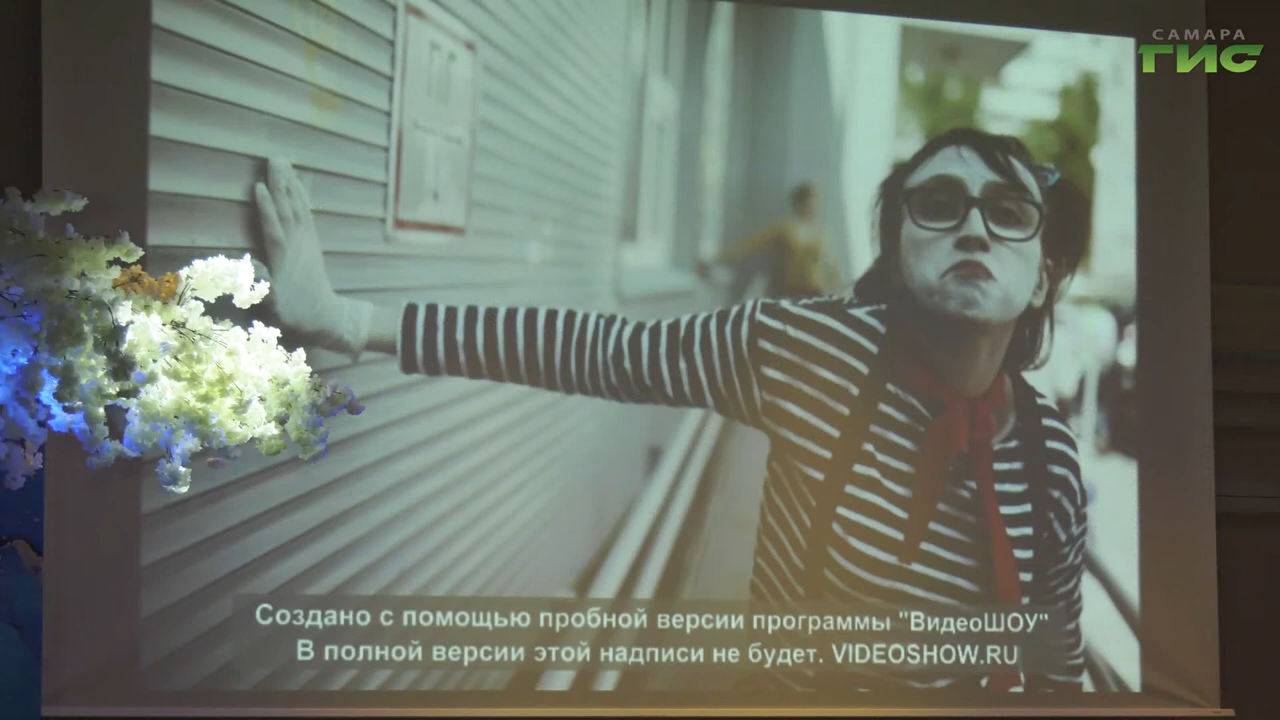 САМАРА
ГИС
Создано с помощью пробной версии программы "ВидеоШОУ"
В полной версии этой надписи не будет. VIDEOSHOW.RU